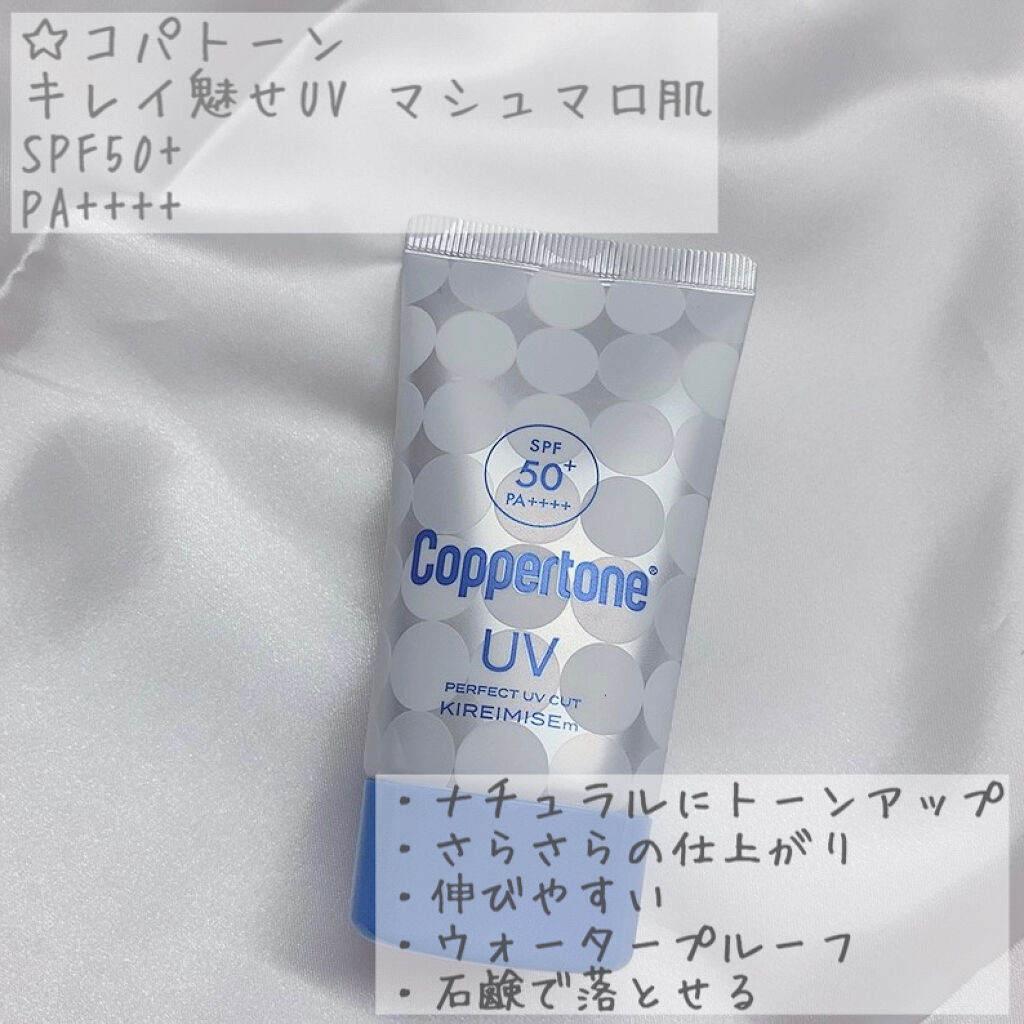 ☆コパトーン
キレイ魅せUV マシュマロ肌
SPF50+
PA++++
SPF
50+
PA++++
Coppertone®
UV
PERFECT UV CUT
KIREIMISEm
・ナチュラルにトーンアップ
・さらさらの仕上がり
・伸びやすい
・ウォータープルーフ
・石鹸で落とせる